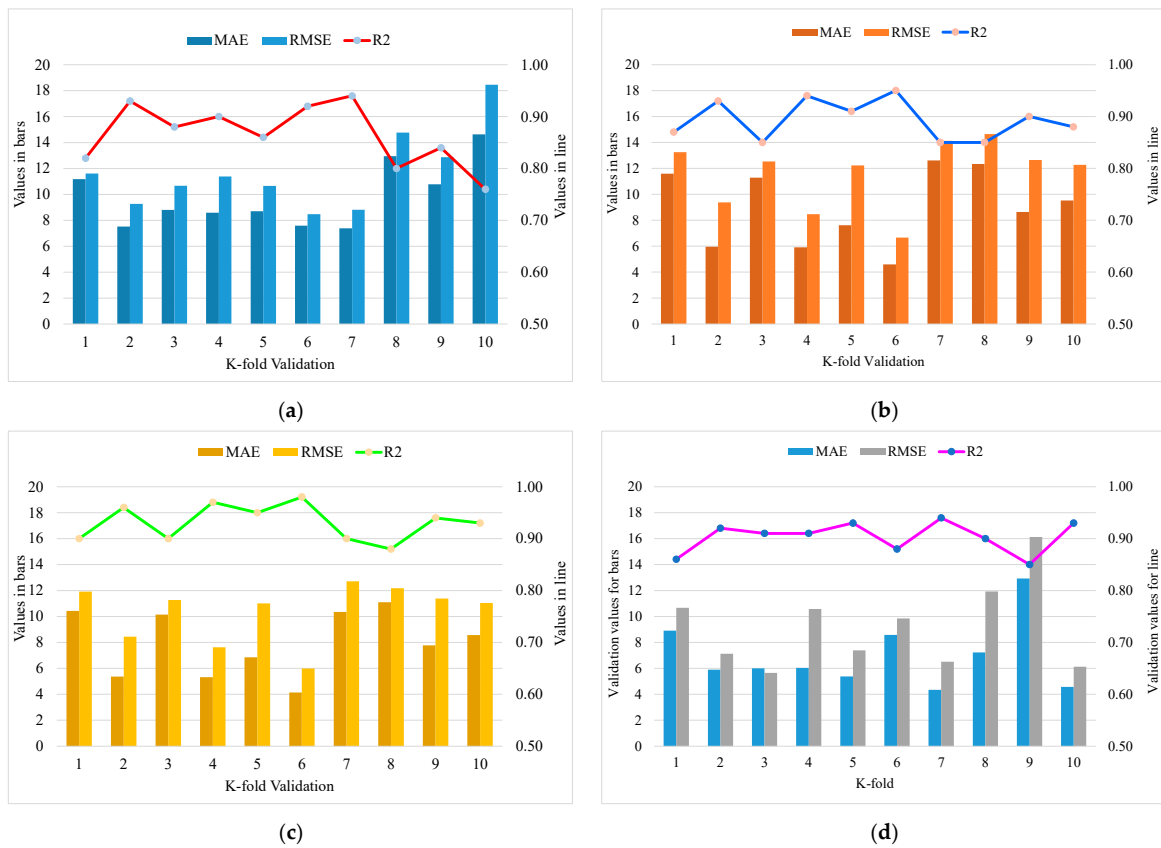 MAE RMSE R2
20 18 16 14 12 10 8 6 4 2 0
Values in bars
1.00 0.90 0.80 0.70 0.60 0.50
Values in line
1 2 3 4 5 6 7 8 9 10
K-fold Validation
(a)
MAE RMSE R2
20 18 16 14 12 10 8 6 4 2 0
Values in bars
1.00 0.90 0.80 0.70 0.60 0.50
Values in line
1 2 3 4 5 6 7 8 9 10
K-fold Validation
(b)
MAE RMSE R2
20 18 16 14 12 10 8 6 4 2 0
Values in bars
1.00 0.90 0.80 0.70 0.60 0.50
Values in line
1 2 3 4 5 6 7 8 9 10
K-fold Validation
(c)
MAE RMSE R2
20 18 16 14 12 10 8 6 4 2 0
Validation values for bars
1.00 0.90 0.80 0.70 0.60 0.50
Validation values for line
1 2 3 4 5 6 7 8 9 10
K-fold
(d)